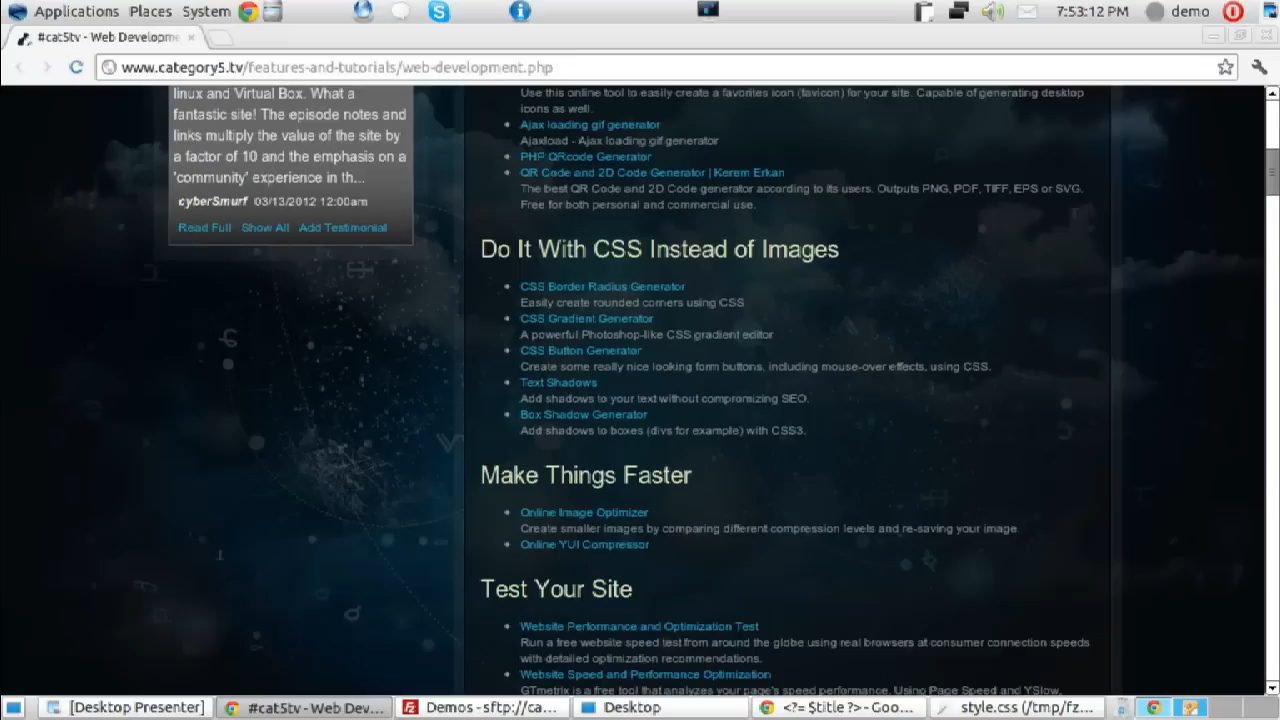 Applications Places System
7:53:12 PM demo
#cat5tv - Web Developme
www.category5.tv/features-and-tutorials/web-development.php
linux and Virtual Box. What a
fantastic site! The episode notes and
links multiply the value of the site by
a factor of 10 and the emphasis on a
'community' experience in th...
cyberSmurf 03/13/2012 12:00am
Read Full Show All Add Testimonial
Use this online tool to easily create a favorites icon (favicon) for your site. Capable of generating desktop
icons as well.
Ajax loading gif generator
Ajaxload - Ajax loading gif generator
PHP QRcode Generator
QR Code and 2D Code Generator | Kerem Erkan
The best QR Code and 2D Code generator according to its users. Outputs PNG, PDF, TIFF, EPS or SVG.
Free for both personal and commercial use.
Do It With CSS Instead of Images
CSS Border Radius Generator
Easily create rounded corners using CSS
CSS Gradient Generator
A powerful Photoshop-like CSS gradient editor
CSS Button Generator
Create some really nice looking form buttons, including mouse-over effects, using CSS.
Text Shadows
Add shadows to your text without compromizing SEO.
Box Shadow Generator
Add shadows to boxes (divs for example) with CSS3.
Make Things Faster
Online Image Optimizer
Create smaller images by comparing different compression levels and re-saving your image.
Online YUI Compressor
Test Your Site
Website Performance and Optimization Test
Run a free website speed test from around the globe using real browsers at consumer connection speeds
with detailed optimization recommendations.
Website Speed and Performance Optimization
GTmetrix is a free tool that analyzes your page's speed performance. Using Page Speed and YSlow,
[Desktop Presenter] #cat5tv - Web Dev... Demos - sftp://ca... Desktop <?= $title ?> - Goo... style.css (/tmp/fz...